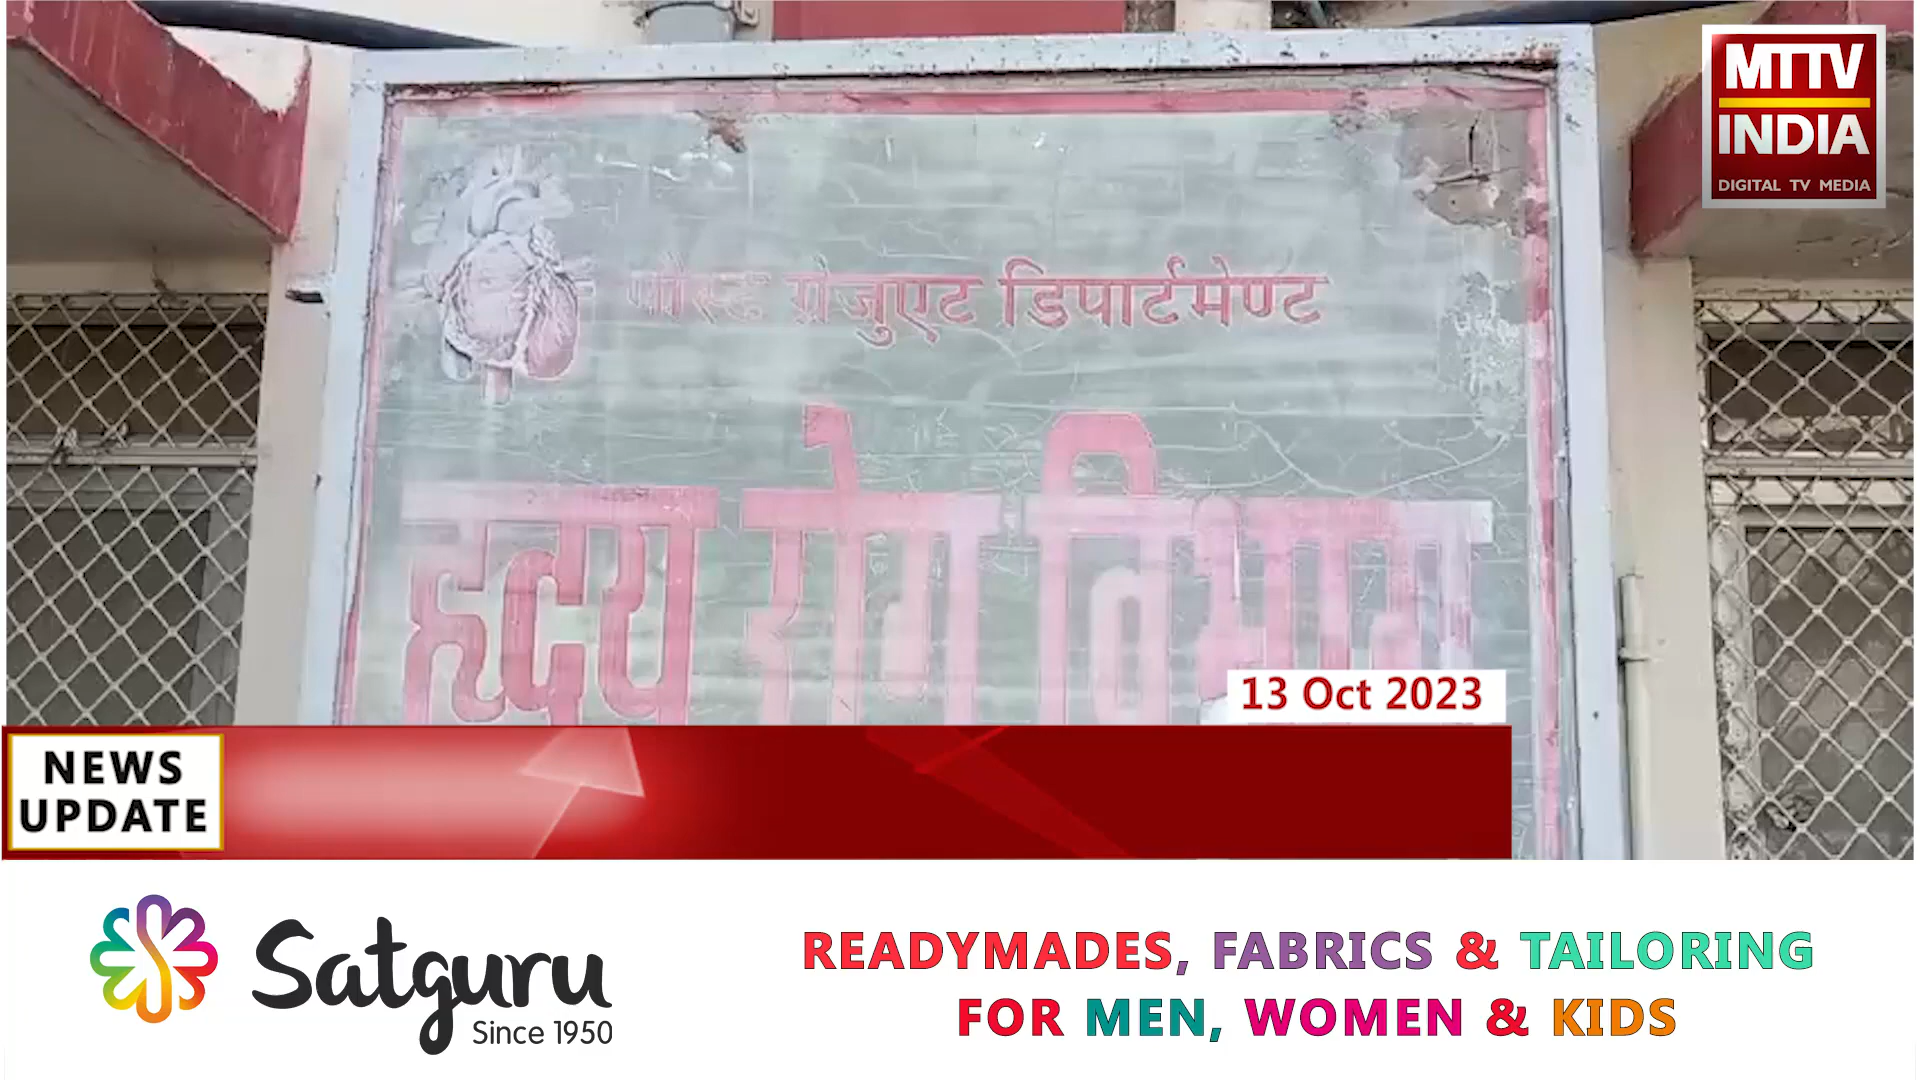 MTTV
INDIA
DIGITAL TV MEDIA
पोस्ट ग्रेजुएट डिपार्टमेण्ट
हृदय रोग विभाग
13 Oct 2023
NEWS
UPDATE
Satguru
Since 1950
READYMADES, FABRICS & TAILORING
FOR MEN, WOMEN & KIDS